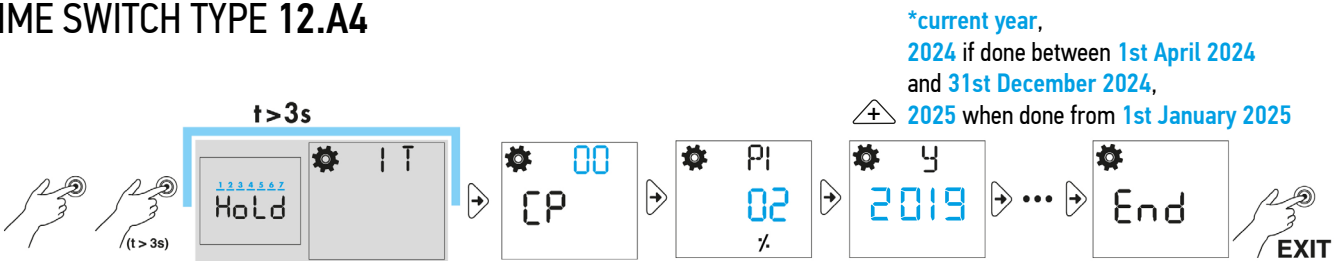 IME SWITCH TYPE 12.A4
*current year,
2024 if done between 1st April 2024
and 31st December 2024,
+ 2025 when done from 1st January 2025
t > 3s
(t > 3s)
1 2 3 4 5 6 7
HoLd
1 T
00
CP
P1
02
%
y
2019
•••
End
EXIT